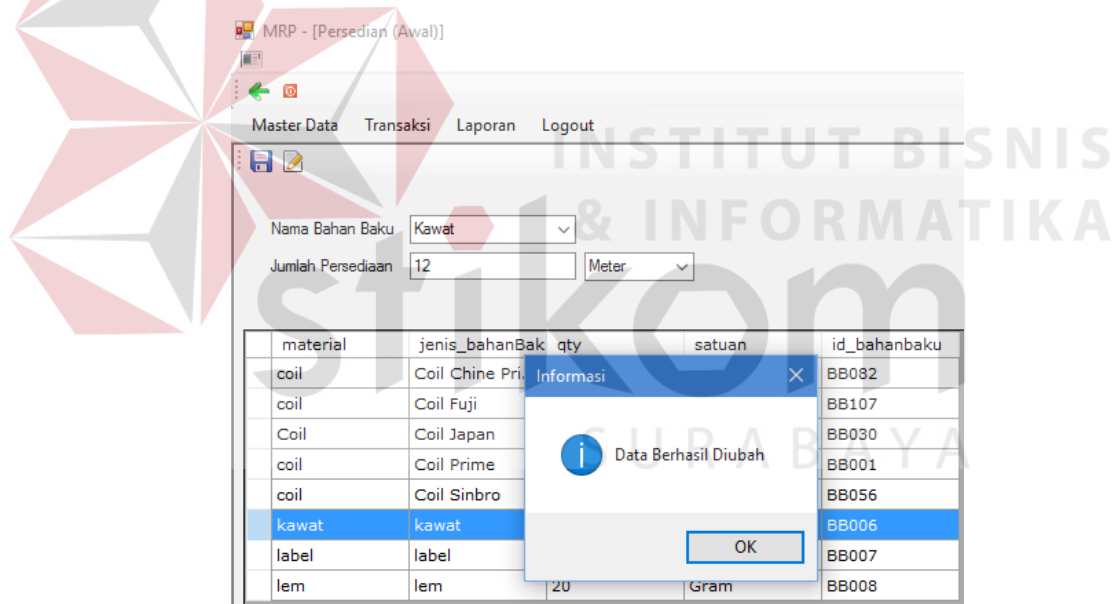 MRP - [Persedian (Awal)]
Master Data Transaksi Laporan Logout
INSTITUT BISNIS
& INFORMATIKA
stikom
SURABAYA
Nama Bahan Baku Kawat
Jumlah Persediaan 12 Meter
material jenis_bahanBak qty satuan id_bahanbaku
coil Coil Chine Pri. BB082
coil Coil Fuji BB107
Coil Coil Japan BB030
coil Coil Prime BB001
coil Coil Sinbro BB056
kawat kawat BB006
label label BB007
lem lem 20 Gram BB008
Informasi
Data Berhasil Diubah
OK